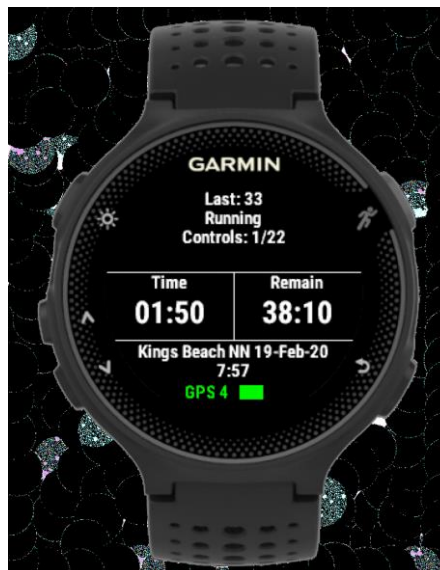 GARMIN
Last: 33
Running
Controls: 1/22
Time
Remain
01:50
38:10
Kings Beach NN 19-Feb-20
7:57
GPS 4